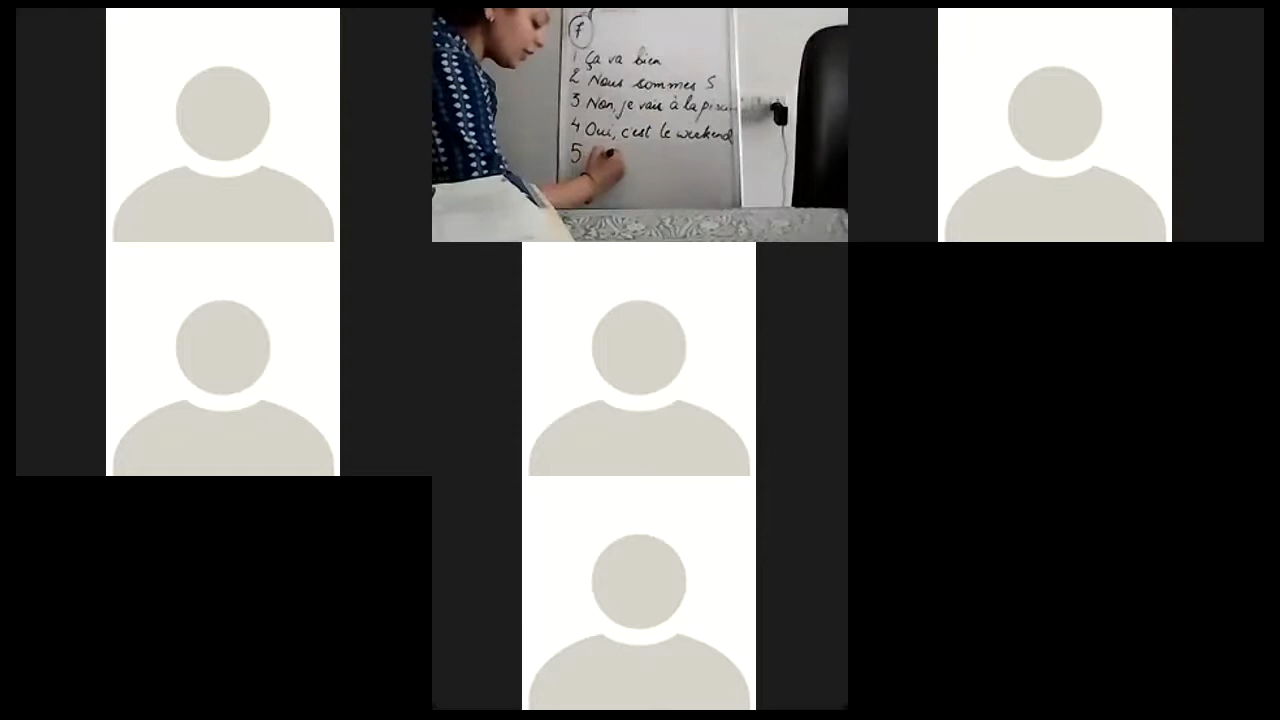 7
1 Ça va bien
2 Nous sommes 5
3 Non, je vais à la
4 Oui, c'est le weekend
5